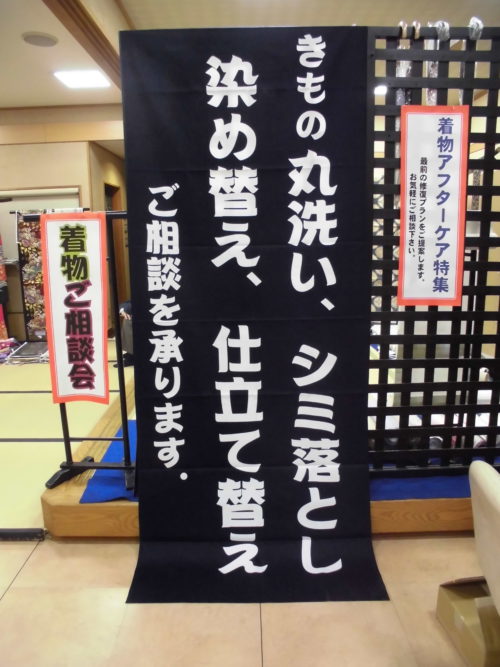 きもの丸洗い、シミ落とし
染め替え、仕立て替え
ご相談を承ります.
着物アフターケア特集
最前の修復プランをご提案します。
お気軽にご相談下さい。
着物ご相談会